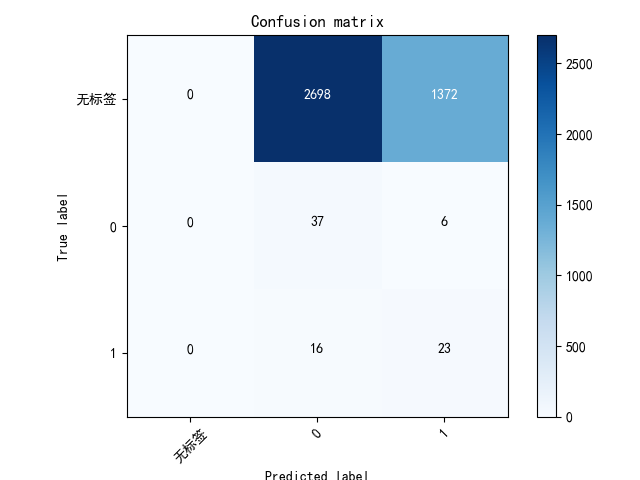 Confusion matrix
无标签 0 2698 1372
0 0 37 6
1 0 16 23
无标签 0 1
True label
Predicted label
2500
2000
1500
1000
500
0